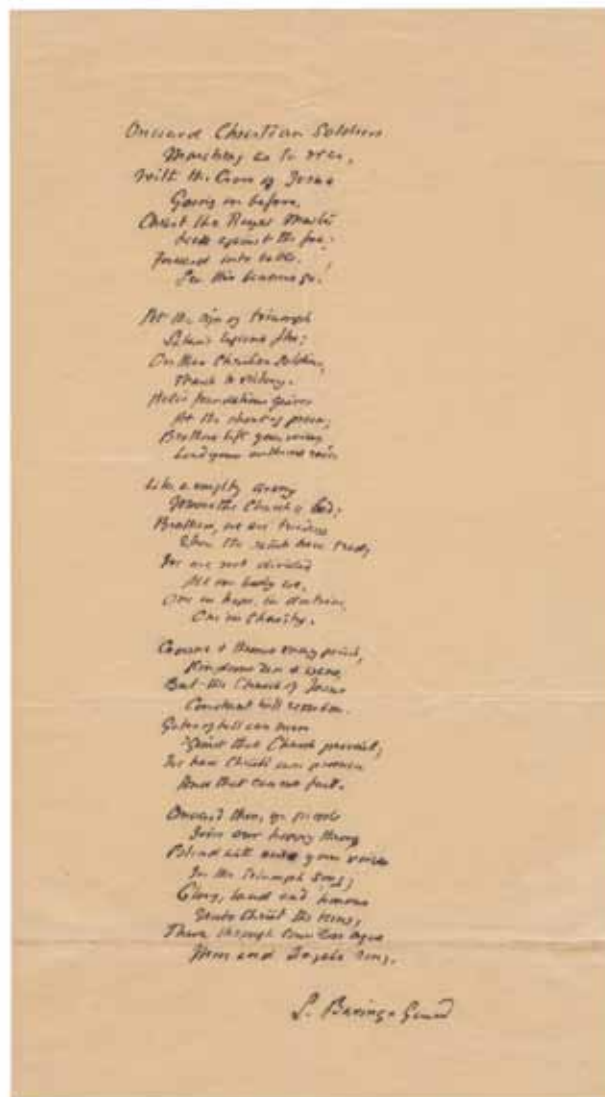 Onward Christian Soldiers
Marching as to war,
With the Cross of Jesus
Going on before,
Christ the Royal Master
Leads against the foe;
Forward into battle,
See this banners go!
At the sign of triumph
Satan's legions flee;
On then Christian Soldiers,
On to victory.
Hell's foundations quiver
At the shout of praise,
Brothers lift your voices
Loud your anthems raise
Like a mighty army
Moves the Church of God;
Brothers, we are treading
Where the saints have trod;
We are not divided
All one body we,
One in hope, in doctrine,
One in Charity.
Crowns & thrones may perish,
Kingdoms rise & wane,
But the Church of Jesus
Constant will remain.
Gates of hell can never
'Gainst that Church prevail;
We have Christ's own promise
And that can not fail.
Onward then, ye people
Join our happy throng
Blend with your voices
In the triumph song;
Glory, laud and honour
Unto Christ the King,
This through countless ages
Men and Angels sing.
S. Baring-Gould